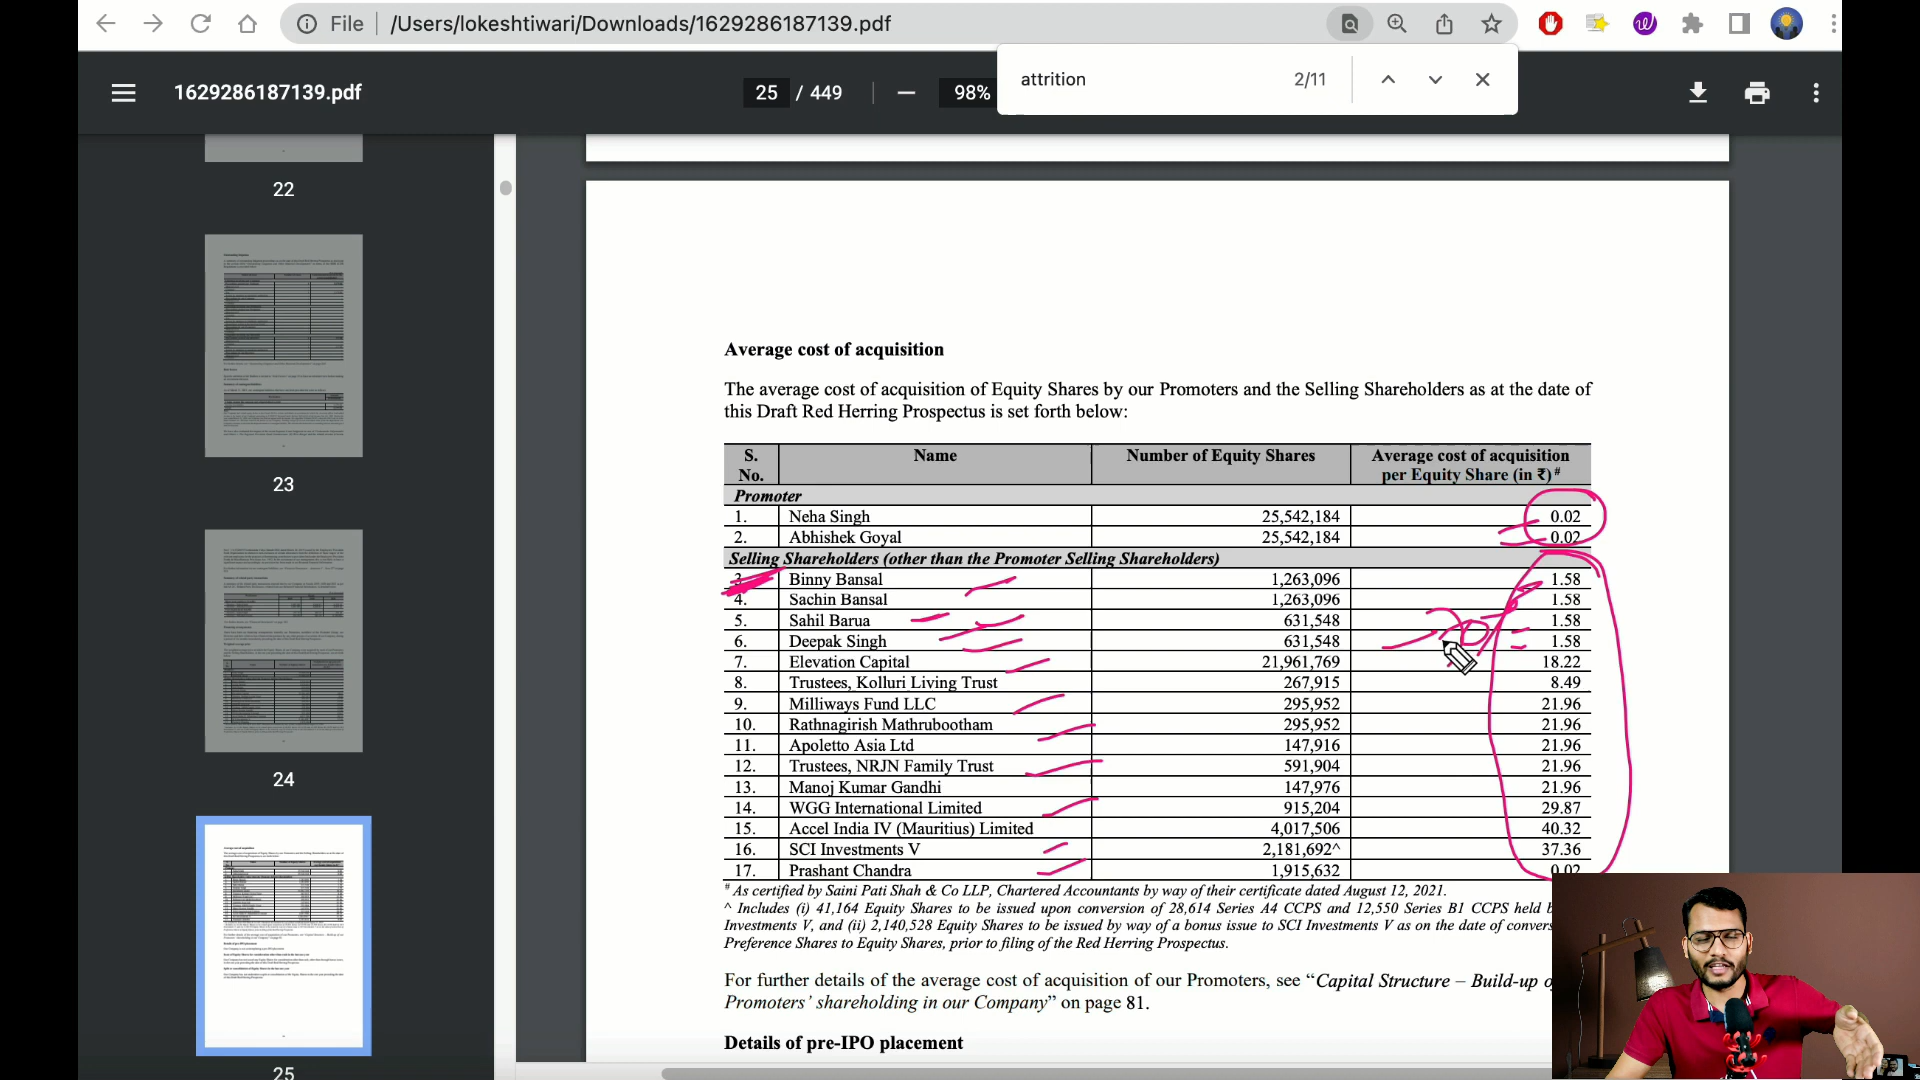 File | /Users/lokeshtiwari/Downloads/1629286187139.pdf
1629286187139.pdf
25 / 449
98%
attrition
2/11
22
23
24
25
Average cost of acquisition
The average cost of acquisition of Equity Shares by our Promoters and the Selling Shareholders as at the date of
this Draft Red Herring Prospectus is set forth below:
S. No. Name Number of Equity Shares Average cost of acquisition per Equity Share (in ₹)#
Promoter
1. Neha Singh 25,542,184 0.02
2. Abhishek Goyal 25,542,184 0.02
Selling Shareholders (other than the Promoter Selling Shareholders)
3. Binny Bansal 1,263,096 1.58
4. Sachin Bansal 1,263,096 1.58
5. Sahil Barua 631,548 1.58
6. Deepak Singh 631,548 1.58
7. Elevation Capital 21,961,769 18.22
8. Trustees, Kolluri Living Trust 267,915 8.49
9. Milliways Fund LLC 295,952 21.96
10. Rathnagirish Mathrubootham 295,952 21.96
11. Apoletto Asia Ltd 147,916 21.96
12. Trustees, NRJN Family Trust 591,904 21.96
13. Manoj Kumar Gandhi 147,976 21.96
14. WGG International Limited 915,204 29.87
15. Accel India IV (Mauritius) Limited 4,017,506 40.32
16. SCI Investments V 2,181,692^ 37.36
17. Prashant Chandra 1,915,632 0.02
# As certified by Saini Pati Shah & Co LLP, Chartered Accountants by way of their certificate dated August 12, 2021.
^ Includes (i) 41,164 Equity Shares to be issued upon conversion of 28,614 Series A4 CCPS and 12,550 Series B1 CCPS held
Investments V, and (ii) 2,140,528 Equity Shares to be issued by way of a bonus issue to SCI Investments V as on the date of
Preference Shares to Equity Shares, prior to filing of the Red Herring Prospectus.
For further details of the average cost of acquisition of our Promoters, see “Capital Structure – Build-up
Promoters’ shareholding in our Company” on page 81.
Details of pre-IPO placement